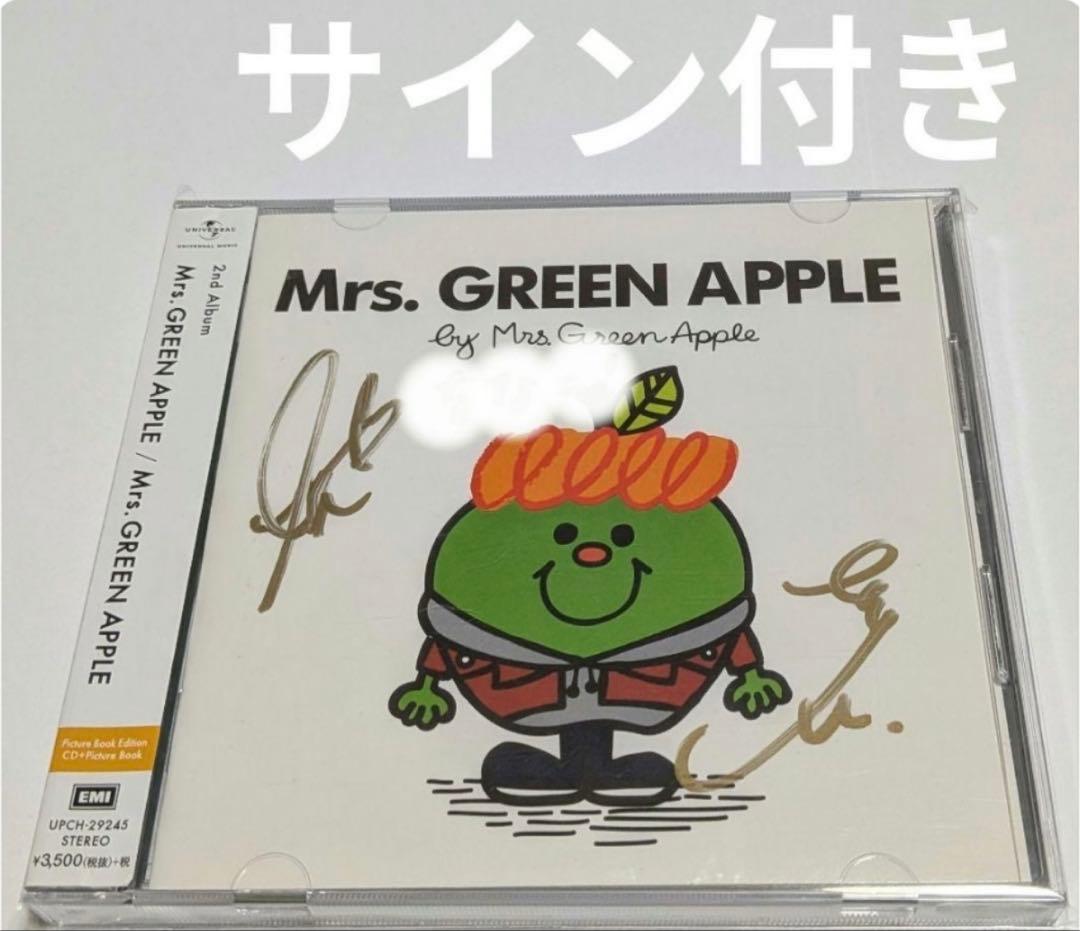 サイン付き
UNIVERSAL
UNIVERSAL MUSIC
2nd Album
Mrs. GREEN APPLE / Mrs. GREEN APPLE
Picture Book Edition
CD+Picture Book
EMI
UPCH-29245
STEREO
¥3,500(税抜)+税
Mrs. GREEN APPLE
by Mrs. Green Apple